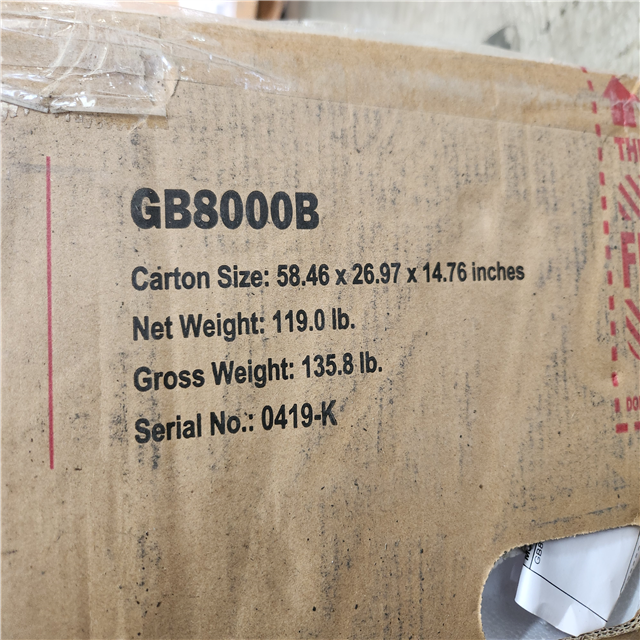 GB8000B
Carton Size: 58.46 x 26.97 x 14.76 inches
Net Weight: 119.0 lb.
Gross Weight: 135.8 lb.
Serial No.: 0419-K